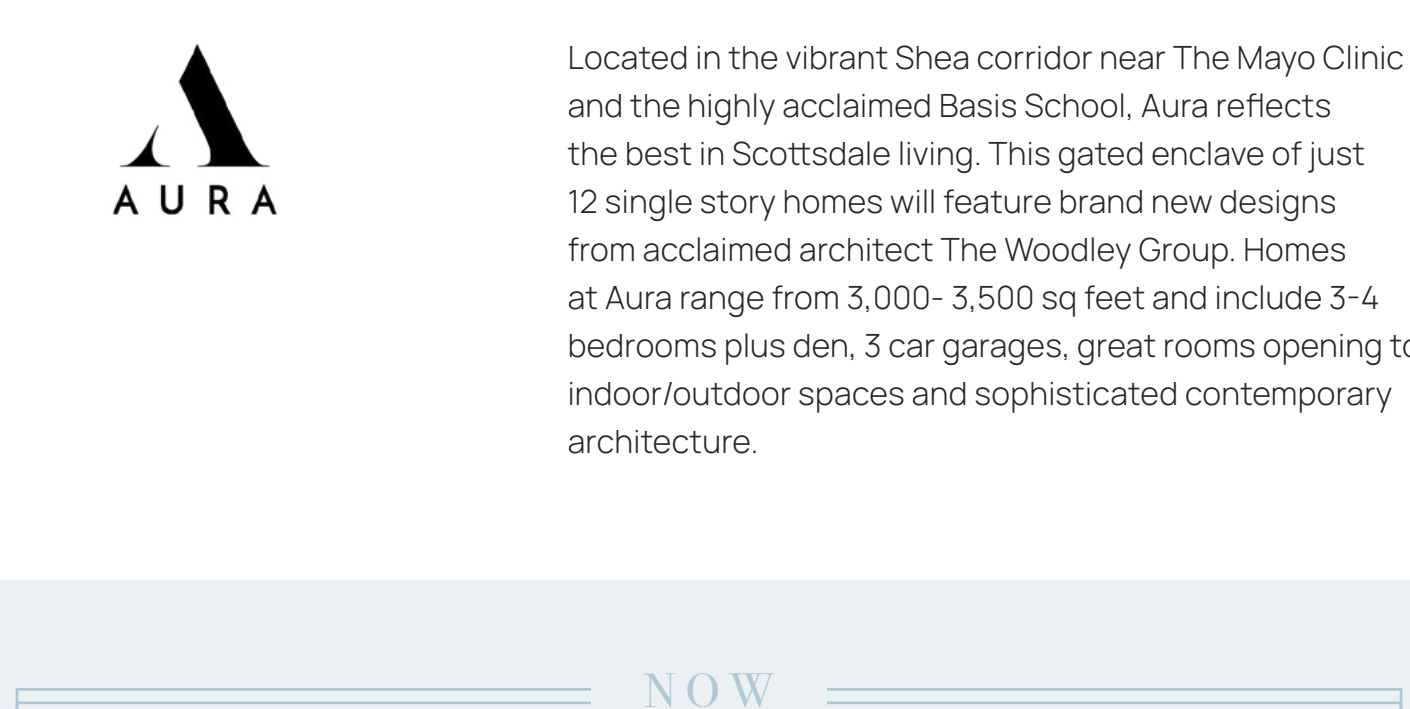 AURA
Located in the vibrant Shea corridor near The Mayo Clinic
and the highly acclaimed Basis School, Aura reflects
the best in Scottsdale living. This gated enclave of just
12 single story homes will feature brand new designs
from acclaimed architect The Woodley Group. Homes
at Aura range from 3,000- 3,500 sq feet and include 3-4
bedrooms plus den, 3 car garages, great rooms opening to
indoor/outdoor spaces and sophisticated contemporary
architecture.
NOW